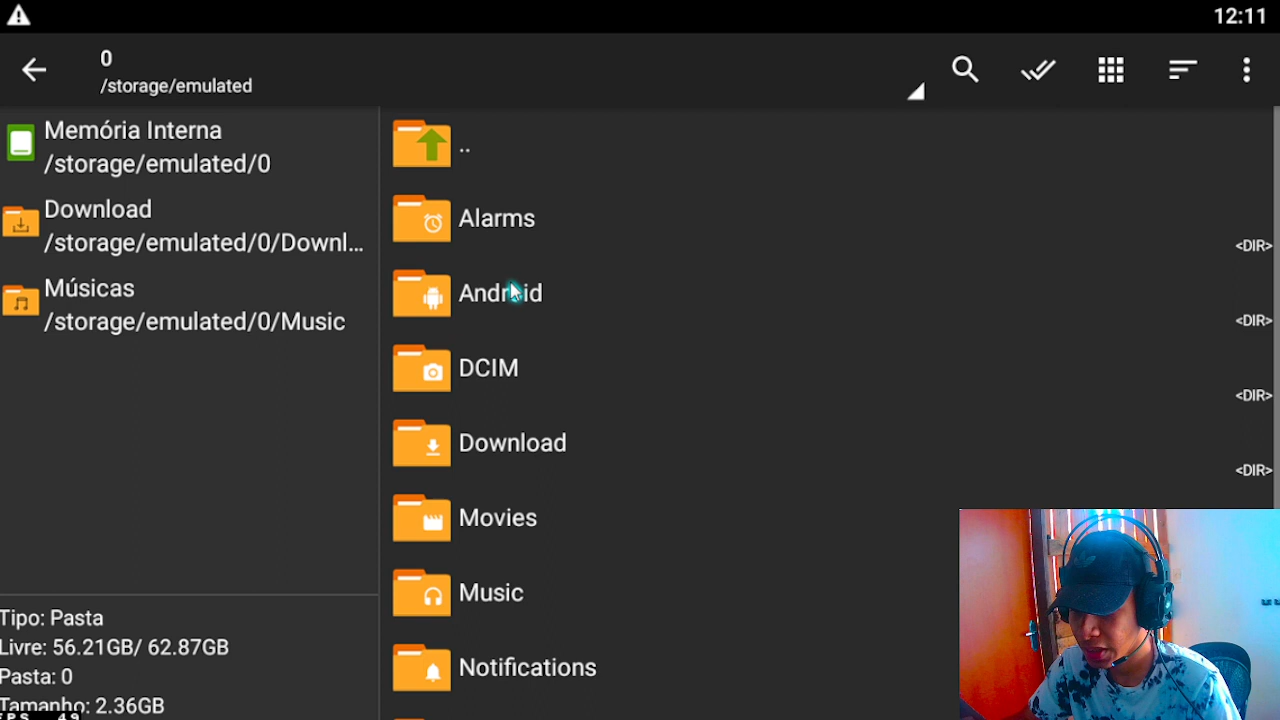 12:11
0
/storage/emulated
Memória Interna
/storage/emulated/0
Download
/storage/emulated/0/Downl...
Músicas
/storage/emulated/0/Music
..
Alarms
<DIR>
Android
<DIR>
DCIM
<DIR>
Download
<DIR>
Movies
Music
Notifications
Tipo: Pasta
Livre: 56.21GB/ 62.87GB
Pasta: 0
Tamanho: 2.36GB
FPS 49